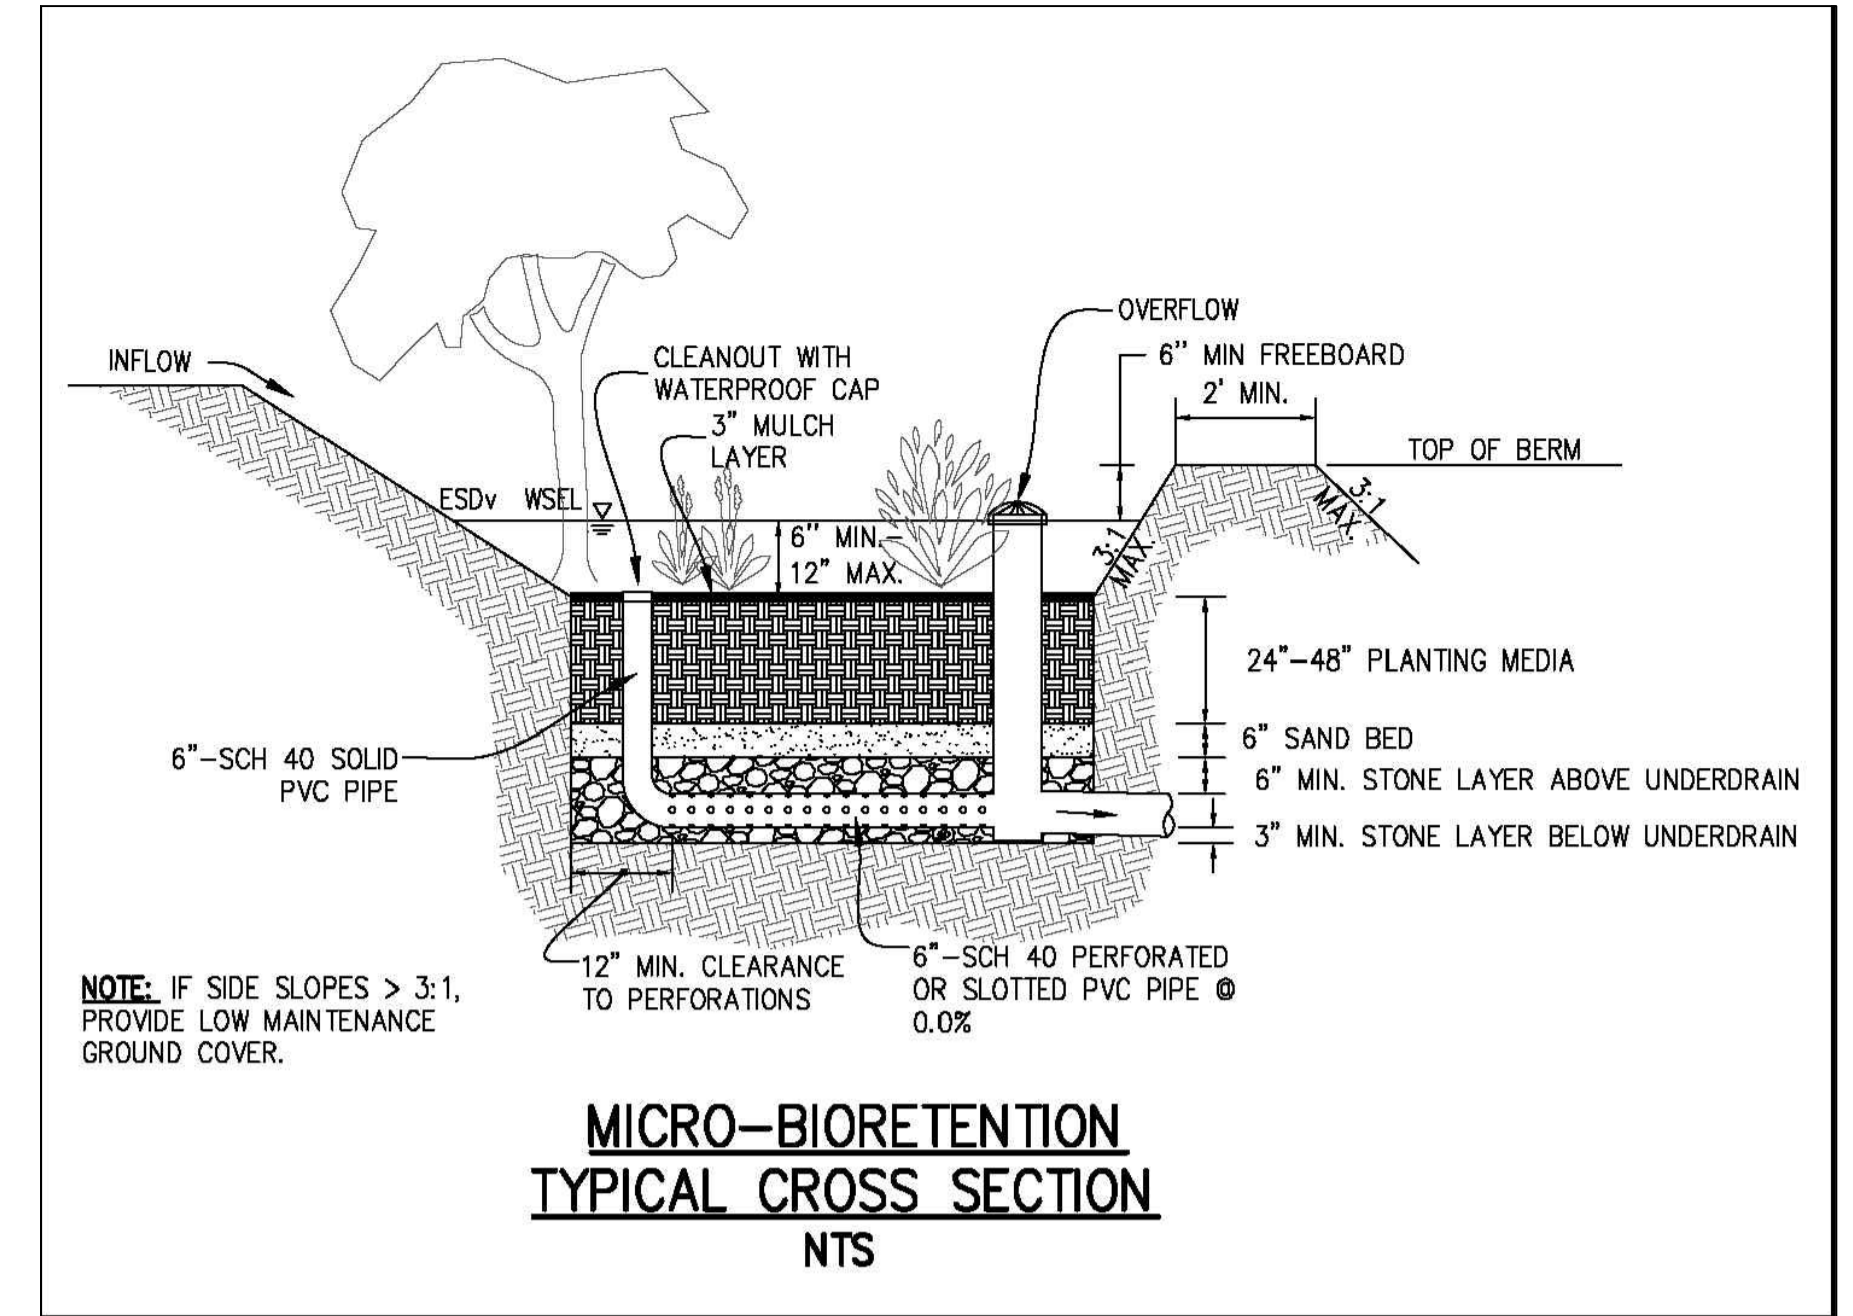 OVERFLOW
INFLOW
CLEANOUT WITH
WATERPROOF CAP
6" MIN FREEBOARD
2' MIN.
3" MULCH
LAYER
TOP OF BERM
ESDv WSEL
3:1
MAX.
6" MIN.-
12" MAX.
3:1
MAX.
24"-48" PLANTING MEDIA
6" SAND BED
6"-SCH 40 SOLID
PVC PIPE
6" MIN. STONE LAYER ABOVE UNDERDRAIN
3" MIN. STONE LAYER BELOW UNDERDRAIN
12" MIN. CLEARANCE
TO PERFORATIONS
6"-SCH 40 PERFORATED
OR SLOTTED PVC PIPE @
0.0%
NOTE: IF SIDE SLOPES > 3:1,
PROVIDE LOW MAINTENANCE
GROUND COVER.
MICRO-BIORETENTION
TYPICAL CROSS SECTION
NTS